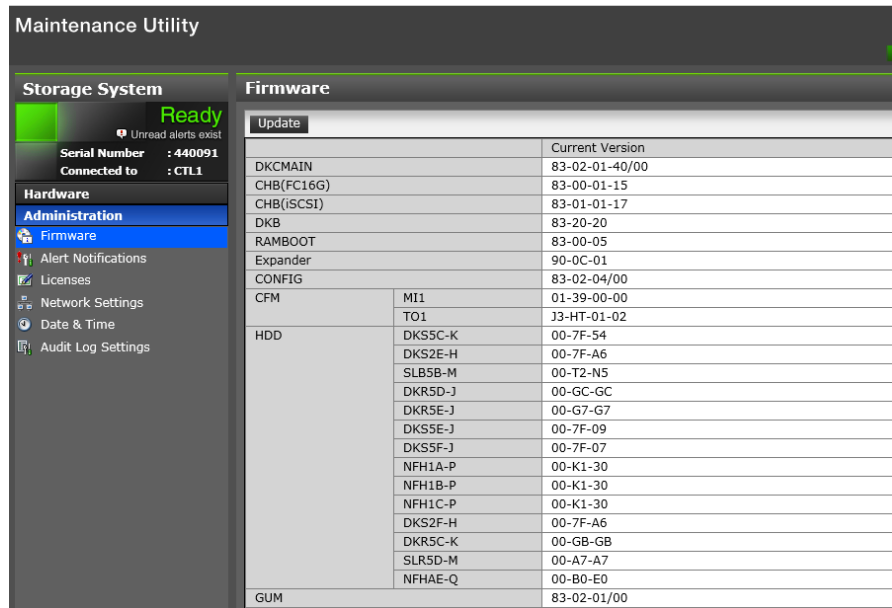 Maintenance Utility
Storage System
Ready
Unread alerts exist
Serial Number : 440091
Connected to : CTL1
Hardware
Administration
Firmware
Alert Notifications
Licenses
Network Settings
Date & Time
Audit Log Settings
Firmware
Update
Current Version
DKCMAIN 83-02-01-40/00
CHB(FC16G) 83-00-01-15
CHB(iSCSI) 83-01-01-17
DKB 83-20-20
RAMBOOT 83-00-05
Expander 90-0C-01
CONFIG 83-02-04/00
CFM MI1 01-39-00-00
TO1 J3-HT-01-02
HDD DKS5C-K 00-7F-54
DKS2E-H 00-7F-A6
SLB5B-M 00-T2-N5
DKR5D-J 00-GC-GC
DKR5E-J 00-G7-G7
DKS5E-J 00-7F-09
DKS5F-J 00-7F-07
NFH1A-P 00-K1-30
NFH1B-P 00-K1-30
NFH1C-P 00-K1-30
DKS2F-H 00-7F-A6
DKR5C-K 00-GB-GB
SLR5D-M 00-A7-A7
NFHAE-Q 00-B0-E0
GUM 83-02-01/00